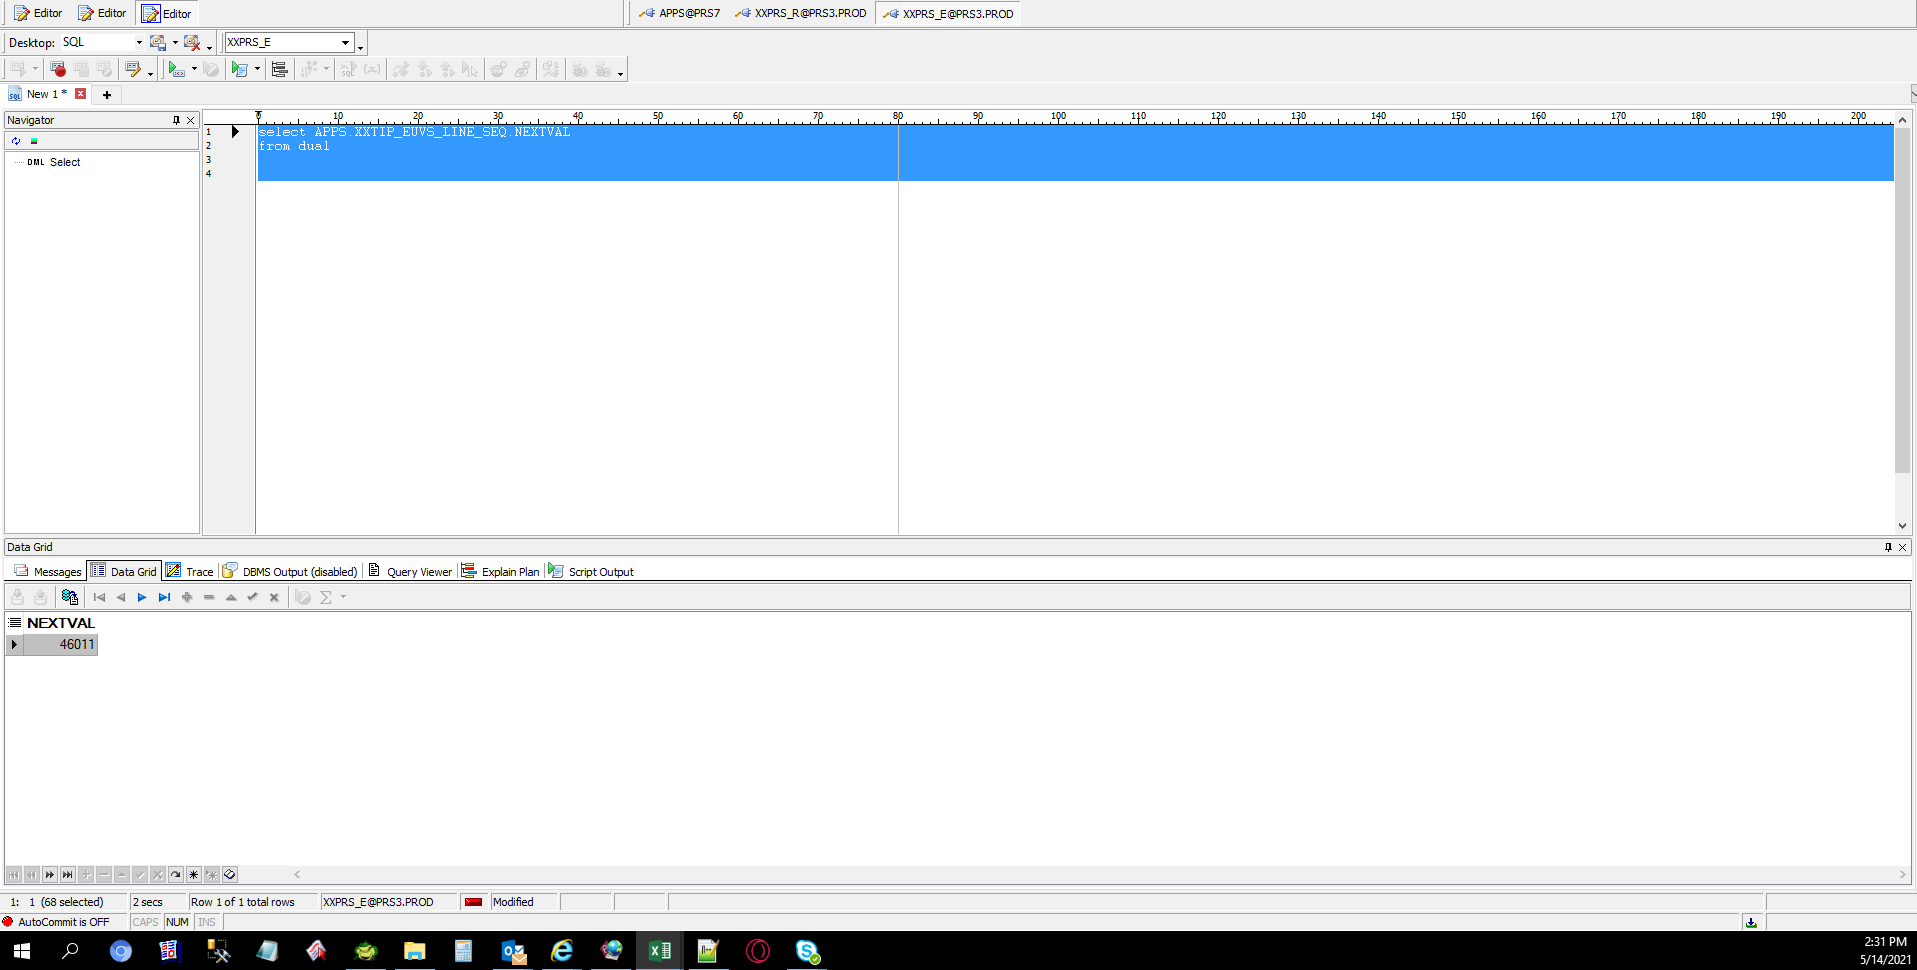 Editor Editor Editor APPS@PRS7 XXPRS_R@PRS3.PROD XXPRS_E@PRS3.PROD
Desktop: SQL XXPRS_E
New 1 *
Navigator
DML Select
0 10 20 30 40 50 60 70 80 90 100 110 120 130 140 150 160 170 180 190 200
1 select APPS.XXTIP_EUVS_LINE_SEQ.NEXTVAL
2 from dual
3
4
Data Grid
Messages Data Grid Trace DBMS Output (disabled) Query Viewer Explain Plan Script Output
NEXTVAL
46011
1: 1 (68 selected) 2 secs Row 1 of 1 total rows XXPRS_E@PRS3.PROD Modified
AutoCommit is OFF CAPS NUM INS
2:31 PM
5/14/2021